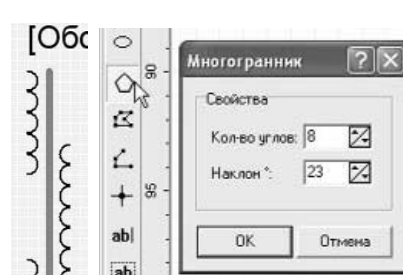 [Обо
Многогранник
Свойства
Кол-во углов: 8
Наклон °: 23
OK Отмена
90
95
ab|
ab